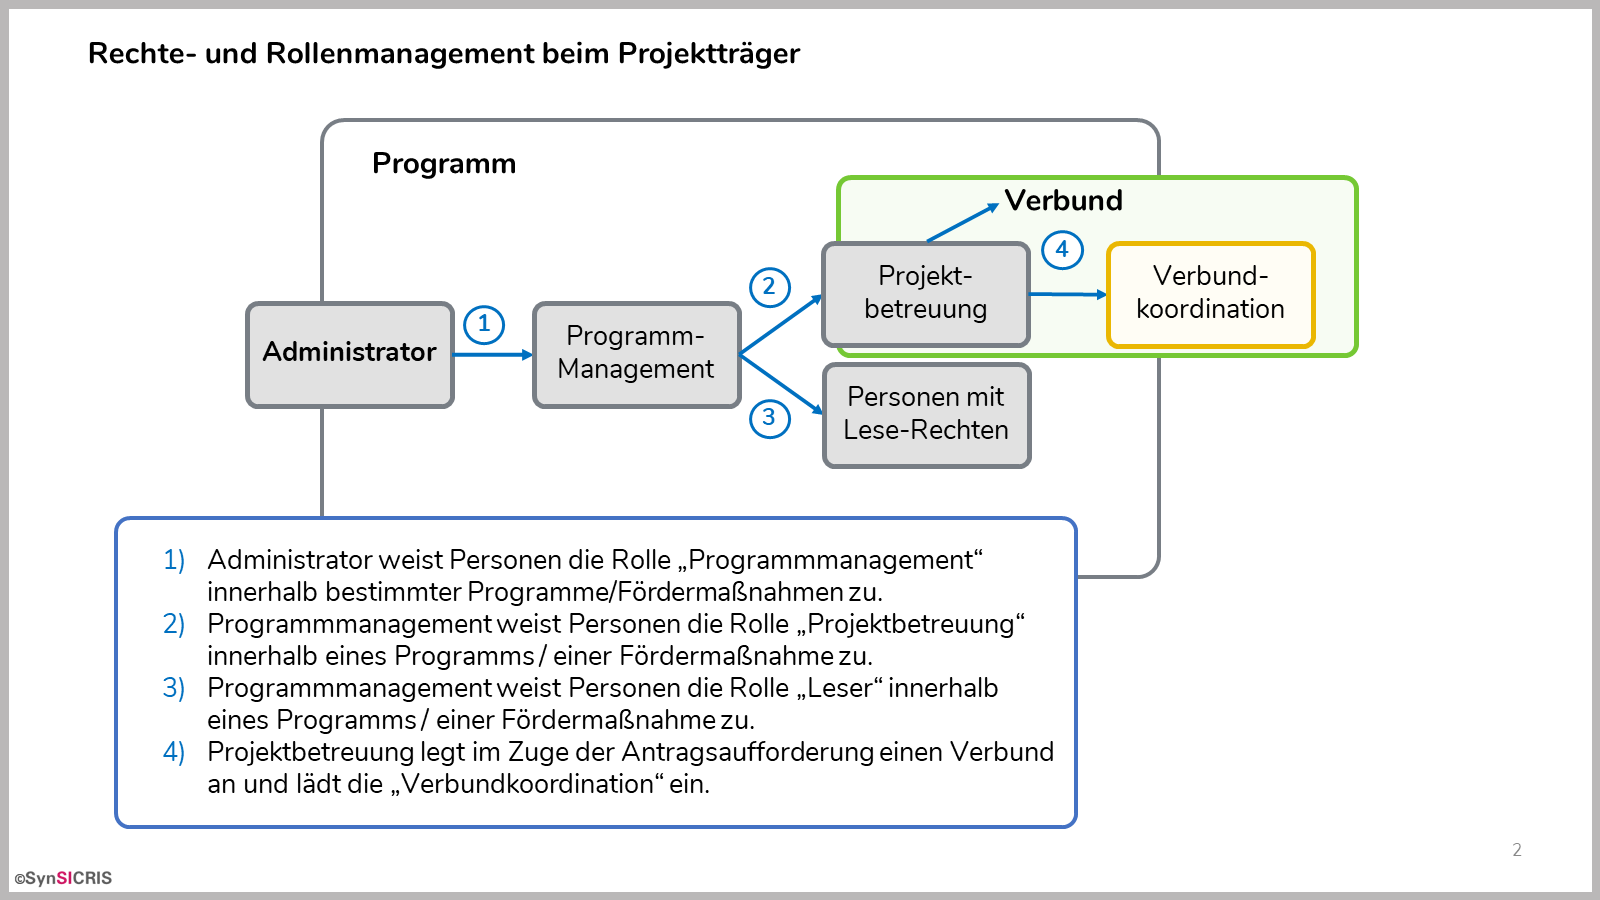 Rechte- und Rollenmanagement beim Projektträger
Programm
Verbund
Administrator
1
Programm-
Management
2
3
Projekt-
betreuung
4
Verbund-
koordination
Personen mit
Lese-Rechten
1) Administrator weist Personen die Rolle „Programmmanagement“
innerhalb bestimmter Programme/Fördermaßnahmen zu.
2) Programmmanagement weist Personen die Rolle „Projektbetreuung“
innerhalb eines Programms / einer Fördermaßnahme zu.
3) Programmmanagement weist Personen die Rolle „Leser“ innerhalb
eines Programms / einer Fördermaßnahme zu.
4) Projektbetreuung legt im Zuge der Antragsaufforderung einen Verbund
an und lädt die „Verbundkoordination“ ein.
2
©SynSICRIS